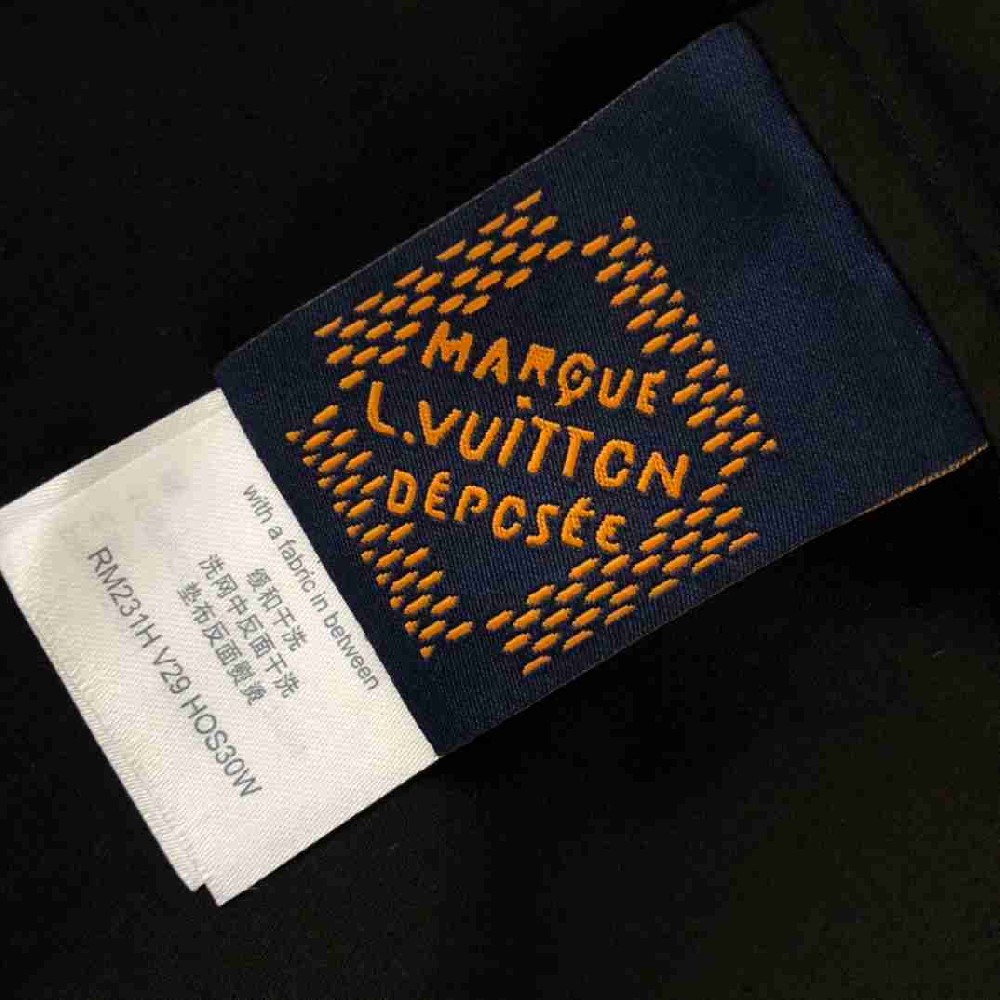 MARQUE
L.VUITTON
DÉPOSÉE
with a fabric in between
缓和干洗
洗网中反面干洗
垫布反面熨烫
RM231H V29 HOS30W